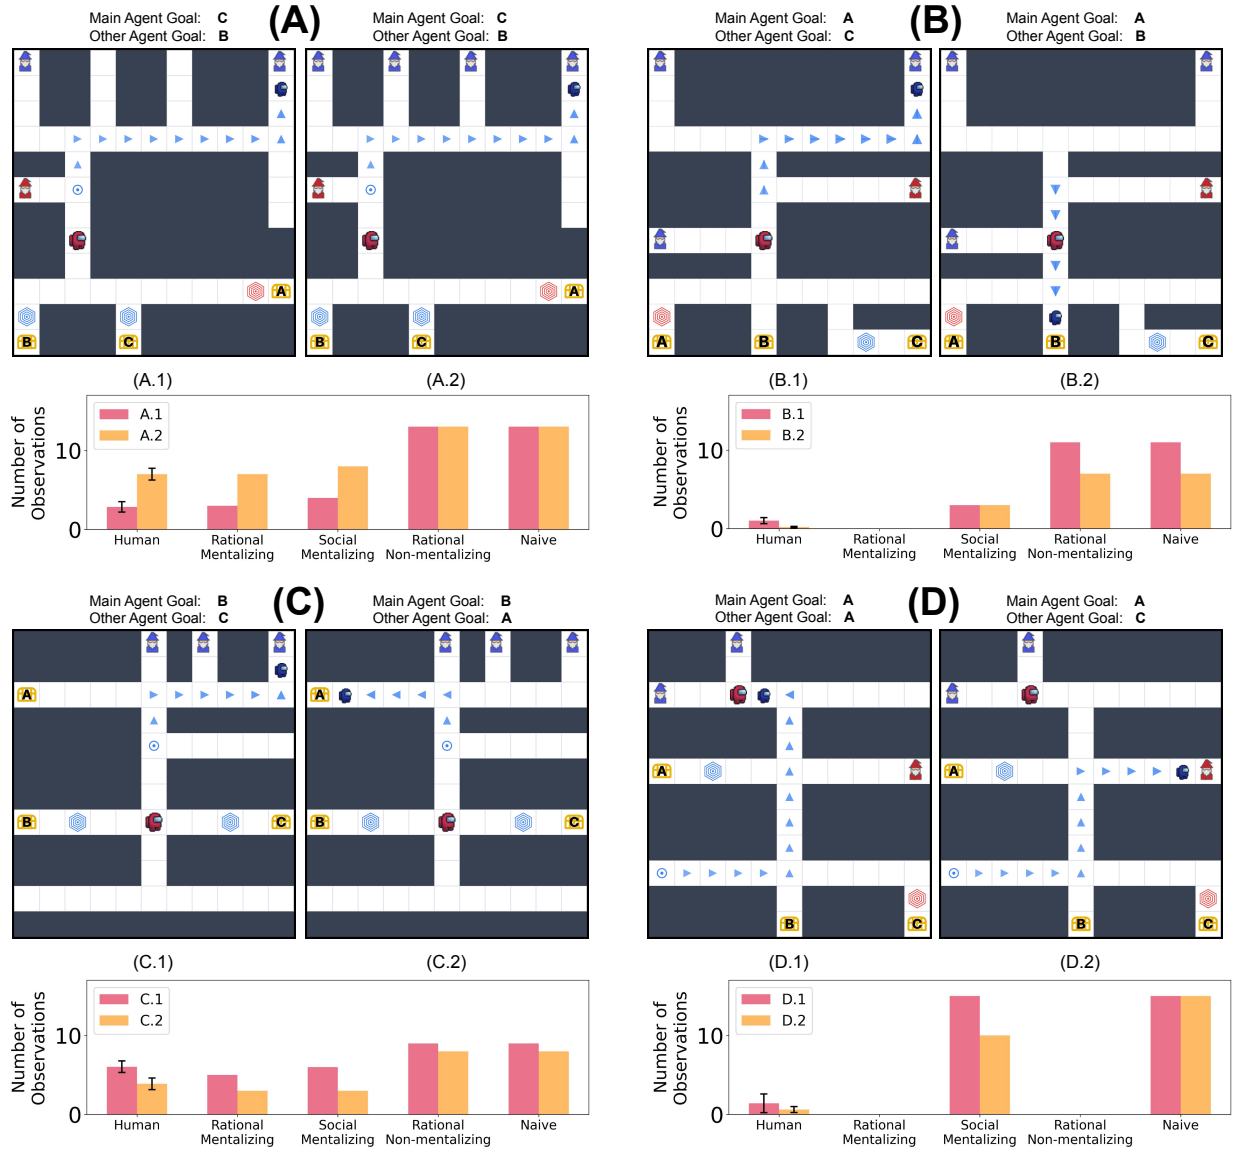 (A)
Main Agent Goal: C
Other Agent Goal: B
Main Agent Goal: C
Other Agent Goal: B
A
B
C
A
B
C
(A.1)
(A.2)
Number of
Observations
10
0
A.1
A.2
Human
Rational
Mentalizing
Social
Mentalizing
Rational
Non-mentalizing
Naive
(B)
Main Agent Goal: A
Other Agent Goal: C
Main Agent Goal: A
Other Agent Goal: B
A
B
C
A
B
C
(B.1)
(B.2)
Number of
Observations
10
0
B.1
B.2
Human
Rational
Mentalizing
Social
Mentalizing
Rational
Non-mentalizing
Naive
(C)
Main Agent Goal: B
Other Agent Goal: C
Main Agent Goal: B
Other Agent Goal: A
A
B
C
A
B
C
(C.1)
(C.2)
Number of
Observations
10
0
C.1
C.2
Human
Rational
Mentalizing
Social
Mentalizing
Rational
Non-mentalizing
Naive
(D)
Main Agent Goal: A
Other Agent Goal: A
Main Agent Goal: A
Other Agent Goal: C
A
B
C
A
B
C
(D.1)
(D.2)
Number of
Observations
10
0
D.1
D.2
Human
Rational
Mentalizing
Social
Mentalizing
Rational
Non-mentalizing
Naive